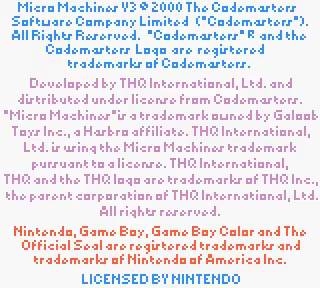 Micro Machines V3 © 2000 The Codemasters
Software Company Limited ("Codemasters").
All Rights Reserved. "Codemasters" ® and the
Codemasters Logo are registered
trademarks of Codemasters.
Developed by THQ International, Ltd. and
distributed under license from Codemasters.
"Micro Machines"is a trademark owned by Galoob
Toys Inc., a Hasbro affiliate. THQ International,
Ltd. is using the Micro Machines trademark
pursuant to a license. THQ International,
THQ and the THQ logo are trademarks of THQ Inc.,
the parent corporation of THQ International, Ltd.
All rights reserved.
Nintendo, Game Boy, Game Boy Color and The
Official Seal are registered trademarks and
trademarks of Nintendo of America Inc.
LICENSED BY NINTENDO